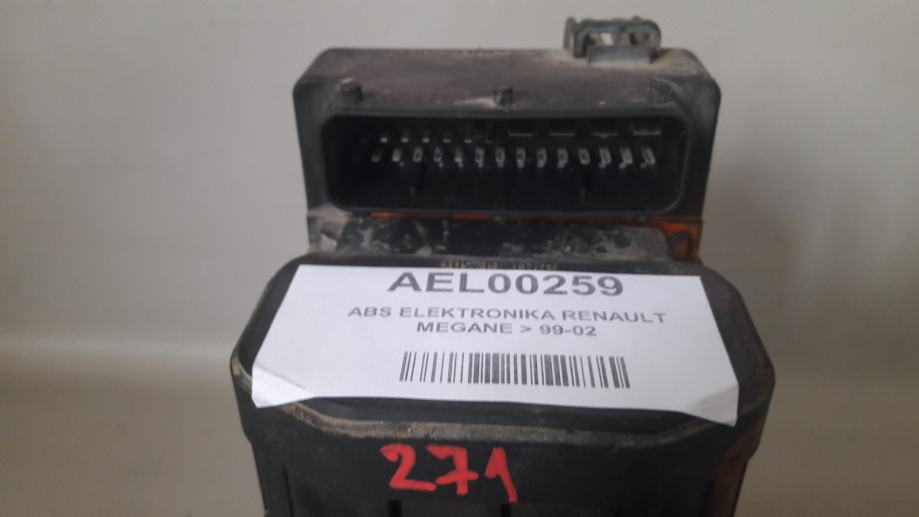 AEL00259
ABS ELEKTRONIKA RENAULT
MEGANE > 99-02
271